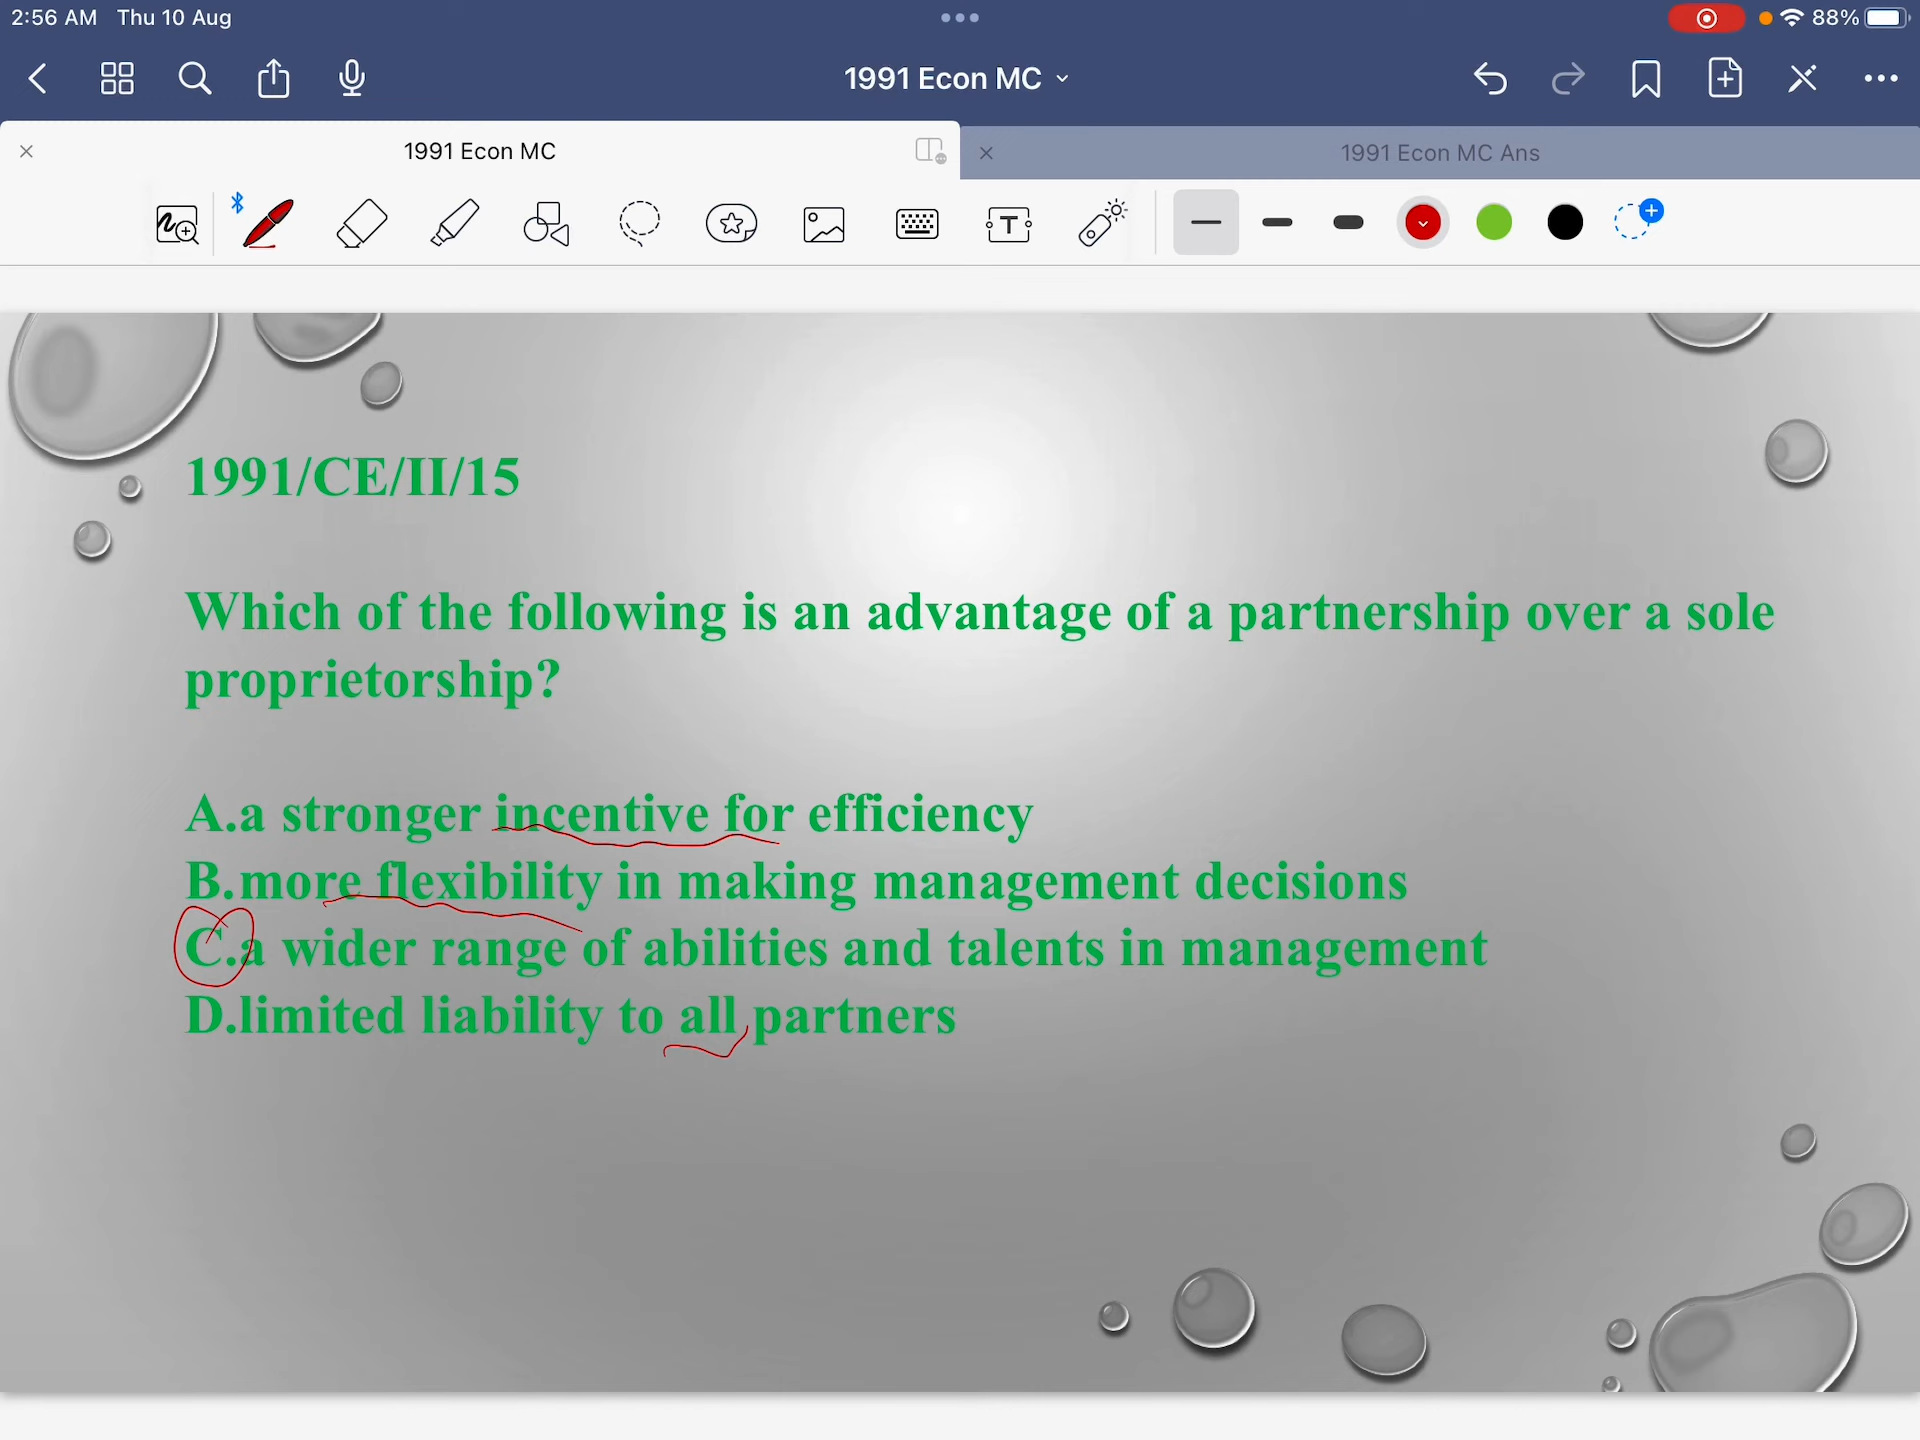 2:56 AM Thu 10 Aug
88%
1991 Econ MC
1991 Econ MC
1991 Econ MC Ans
T
1991/CE/II/15
Which of the following is an advantage of a partnership over a sole
proprietorship?
A.a stronger incentive for efficiency
B.more flexibility in making management decisions
C.a wider range of abilities and talents in management
D.limited liability to all partners